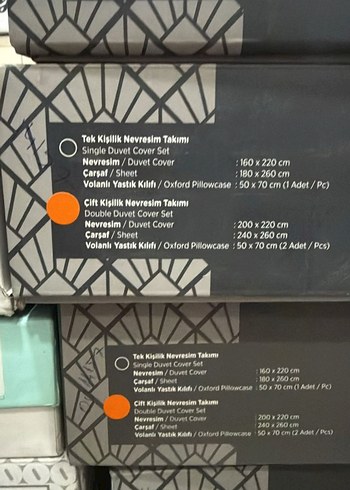 Tek Kişilik Nevresim Takımı
Single Duvet Cover Set
Nevresim / Duvet Cover : 160 x 220 cm
Çarşaf / Sheet : 180 x 260 cm
Volanlı Yastık Kılıfı / Oxford Pillowcase : 50 x 70 cm (1 Adet / Pc)
Çift Kişilik Nevresim Takımı
Double Duvet Cover Set
Nevresim / Duvet Cover : 200 x 220 cm
Çarşaf / Sheet : 240 x 260 cm
Volanlı Yastık Kılıfı / Oxford Pillowcase : 50 x 70 cm (2 Adet / Pcs)
Tek Kişilik Nevresim Takımı
Single Duvet Cover Set
Nevresim / Duvet Cover : 160 x 220 cm
Çarşaf / Sheet : 180 x 260 cm
Volanlı Yastık Kılıfı / Oxford Pillowcase : 50 x 70 cm (1 Adet / Pc)
Çift Kişilik Nevresim Takımı
Double Duvet Cover Set
Nevresim / Duvet Cover : 200 x 220 cm
Çarşaf / Sheet : 240 x 260 cm
Volanlı Yastık Kılıfı / Oxford Pillowcase : 50 x 70 cm (2 Adet / Pcs)